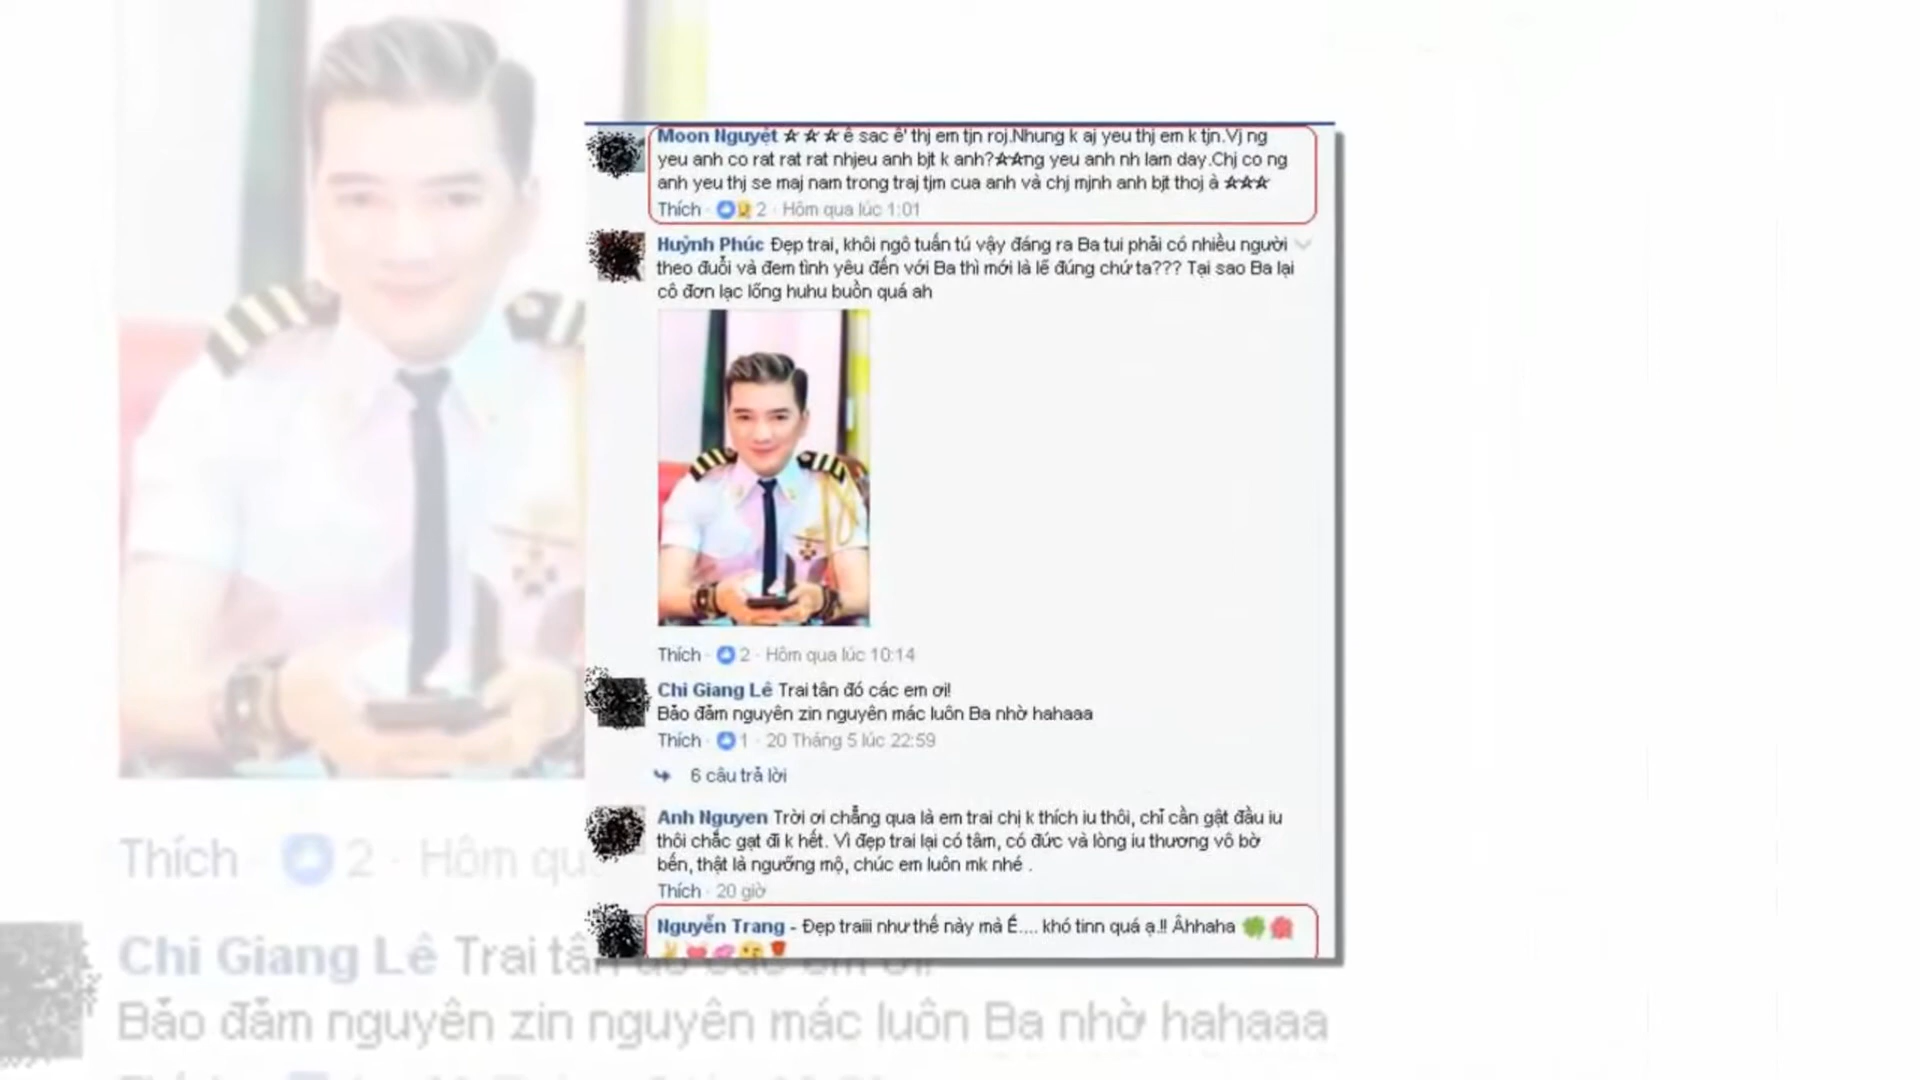 Moon Nguyệt ☆ ☆ ☆ ê sac ê' thj em tjn roj.Nhung k aj yeu thj em k tjn.Vj ng
yeu anh co rat rat rat nhjeu anh bjt k anh?☆☆ng yeu anh nh lam day.Chj co ng
anh yeu thj se maj nam trong traj tjm cua anh và chj mjnh anh bjt thoj à ☆☆☆
Thích · 2 · Hôm qua lúc 1:01
Huỳnh Phúc Đẹp trai, khôi ngô tuấn tú vậy đáng ra Ba tui phải có nhiều người
theo đuổi và đem tình yêu đến với Ba thì mới là lẽ đúng chứ ta??? Tại sao Ba lại
cô đơn lạc lõng huhu buồn quá ah
Thích · 2 · Hôm qua lúc 10:14
Chi Giang Lê Trai tân đó các em ơi!
Bảo đảm nguyên zin nguyên mác luôn Ba nhờ hahaaa
Thích · 1 · 20 Tháng 5 lúc 22:59
6 câu trả lời
Anh Nguyen Trời ơi chẳng qua là em trai chị k thích iu thôi, chỉ cần gật đầu iu
thôi chắc gạt đi k hết. Vì đẹp trai lại có tâm, có đức và lòng iu thương vô bờ
bến, thật là ngưỡng mộ, chúc em luôn mk nhé .
Thích · 20 giờ
Nguyễn Trang - Đẹp traiii như thế này mà Ế.... khó tinn quá ạ.!! Âhhaha
Thích · 2 · Hôm qu
Chi Giang Lê Trai tân đó các em ơi!
Bảo đảm nguyên zin nguyên mác luôn Ba nhờ hahaaa